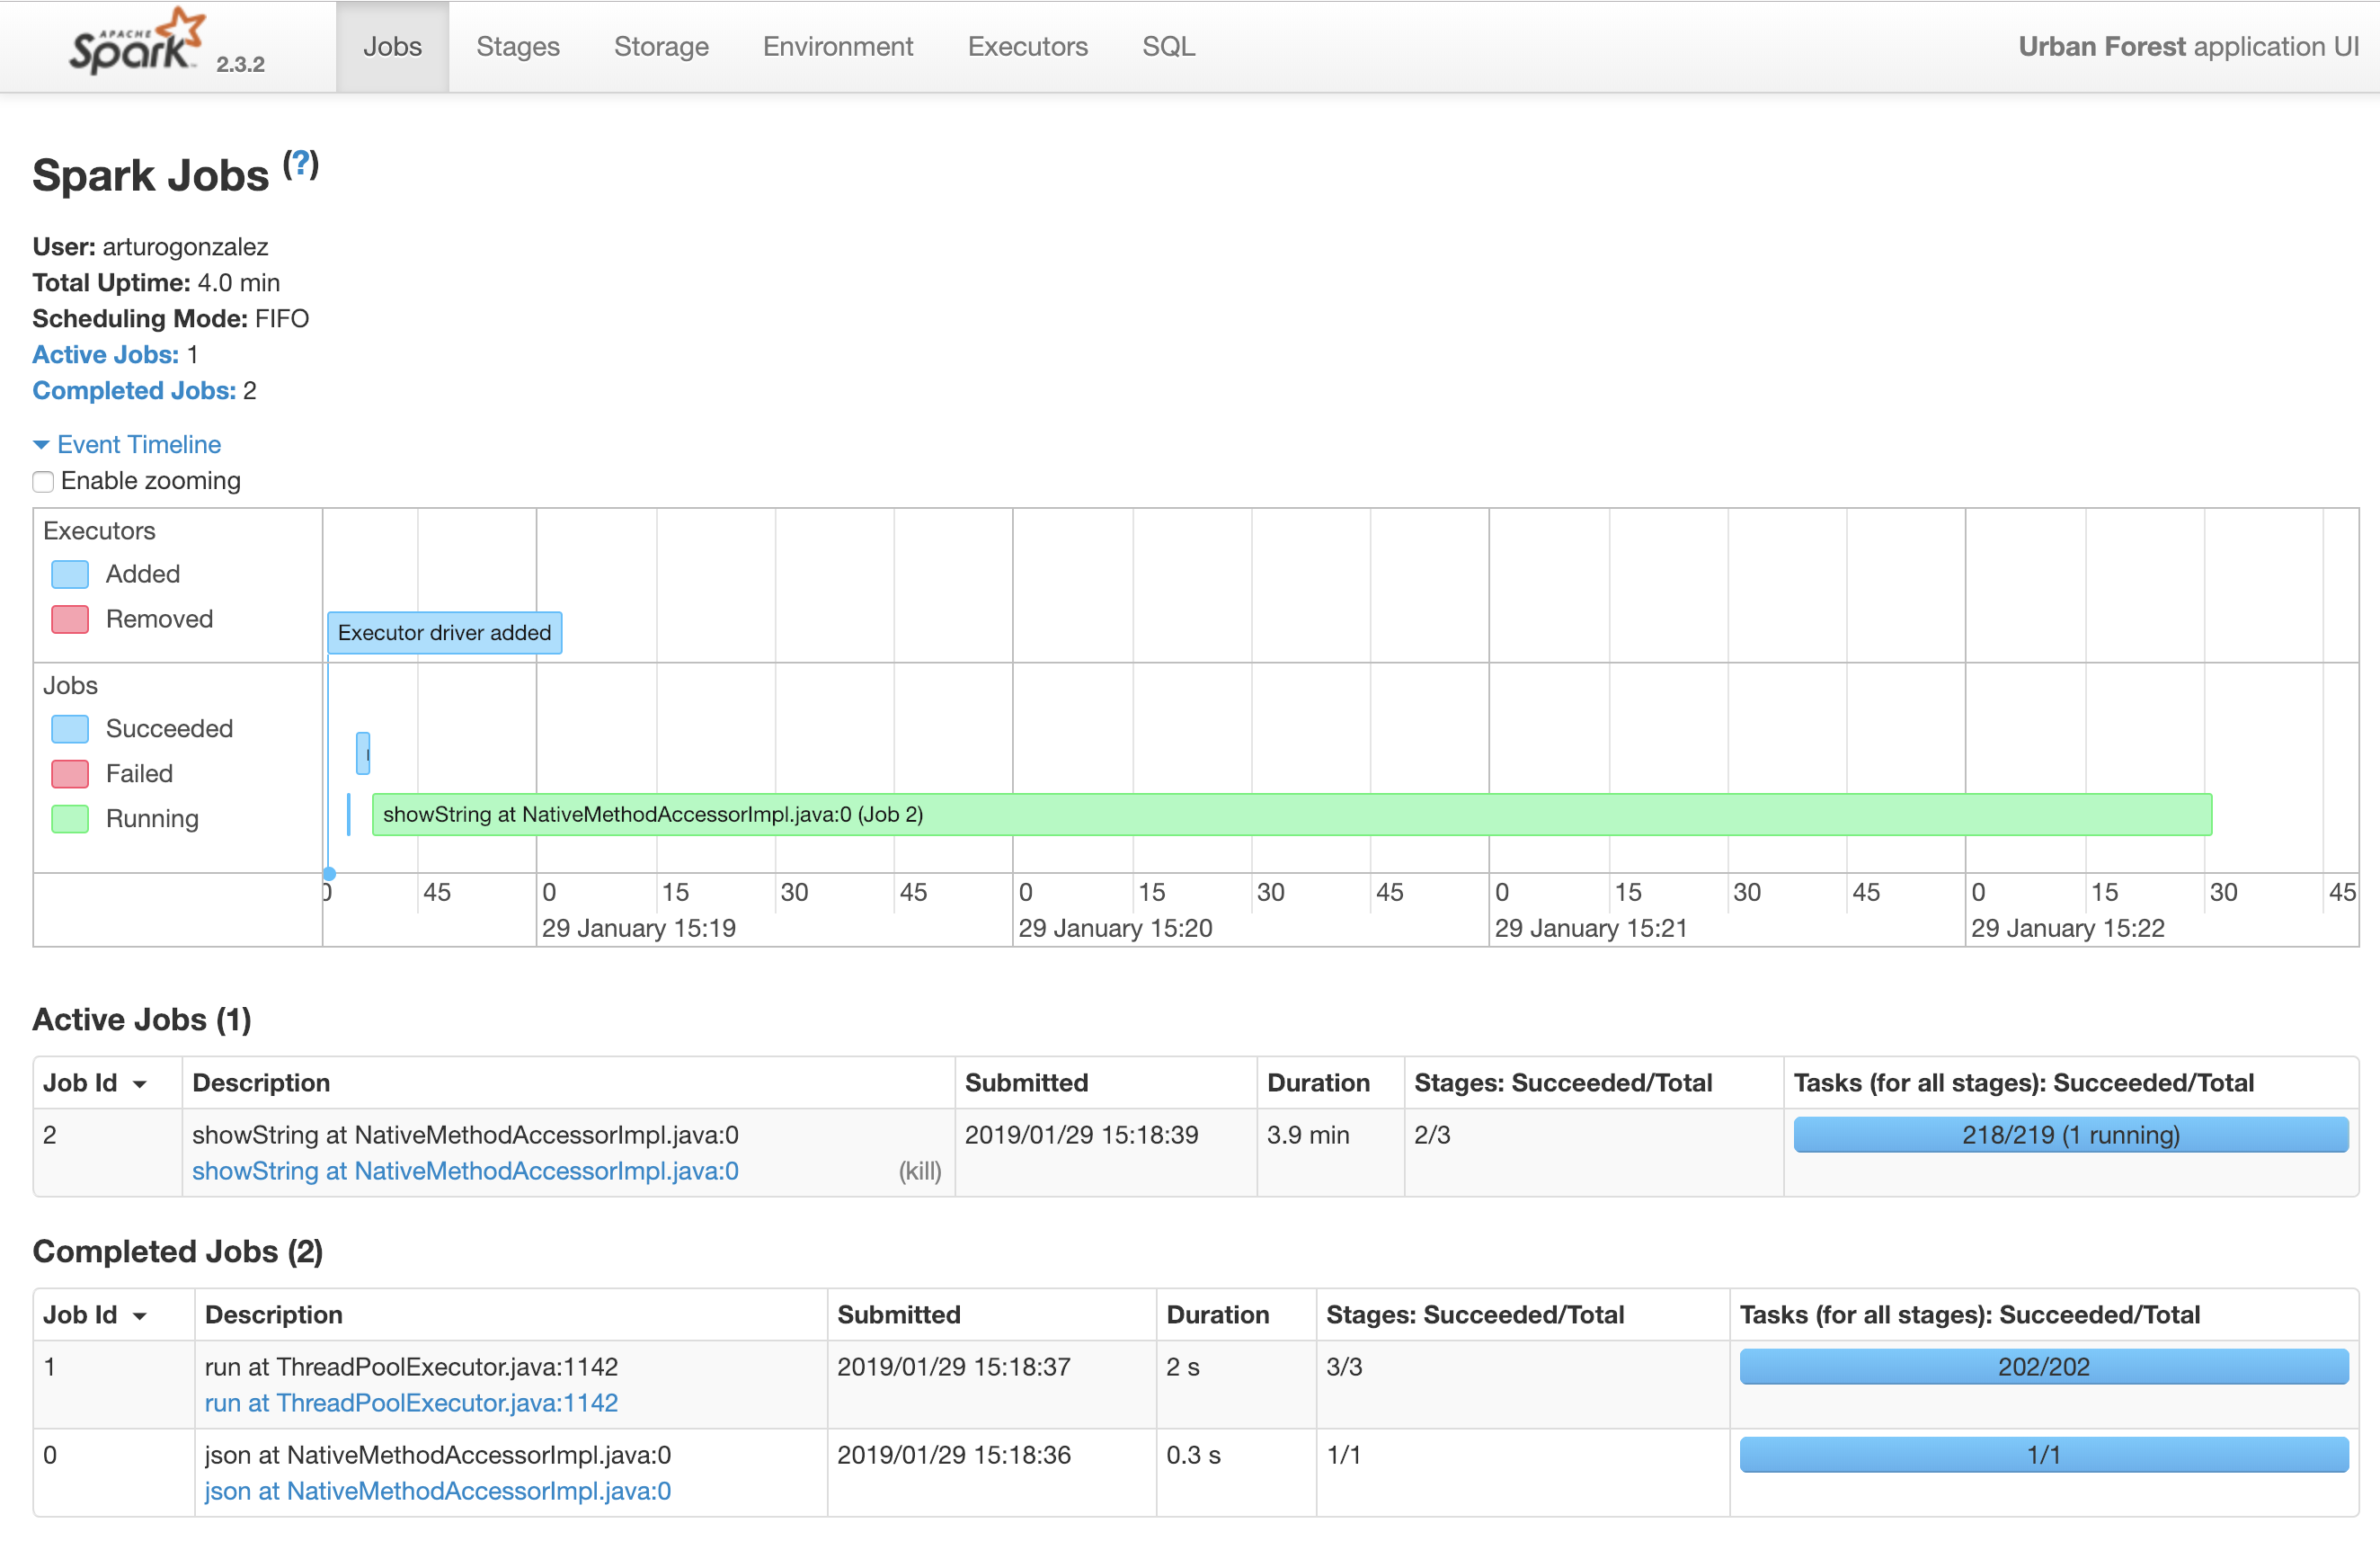 APACHE Spark 2.3.2 Jobs Stages Storage Environment Executors SQL Urban Forest application UI
Spark Jobs (?)
User: arturogonzalez
Total Uptime: 4.0 min
Scheduling Mode: FIFO
Active Jobs: 1
Completed Jobs: 2
Event Timeline
Enable zooming
Executors
Added
Removed
Executor driver added
Jobs
Succeeded
Failed
Running
showString at NativeMethodAccessorImpl.java:0 (Job 2)
45 0 15 30 45 0 15 30 45 0 15 30 45 0 15 30 45
29 January 15:19 29 January 15:20 29 January 15:21 29 January 15:22
Active Jobs (1)
Job Id Description Submitted Duration Stages: Succeeded/Total Tasks (for all stages): Succeeded/Total
2 showString at NativeMethodAccessorImpl.java:0 2019/01/29 15:18:39 3.9 min 2/3 218/219 (1 running)
showString at NativeMethodAccessorImpl.java:0 (kill)
Completed Jobs (2)
Job Id Description Submitted Duration Stages: Succeeded/Total Tasks (for all stages): Succeeded/Total
1 run at ThreadPoolExecutor.java:1142 2019/01/29 15:18:37 2 s 3/3 202/202
run at ThreadPoolExecutor.java:1142
0 json at NativeMethodAccessorImpl.java:0 2019/01/29 15:18:36 0.3 s 1/1 1/1
json at NativeMethodAccessorImpl.java:0